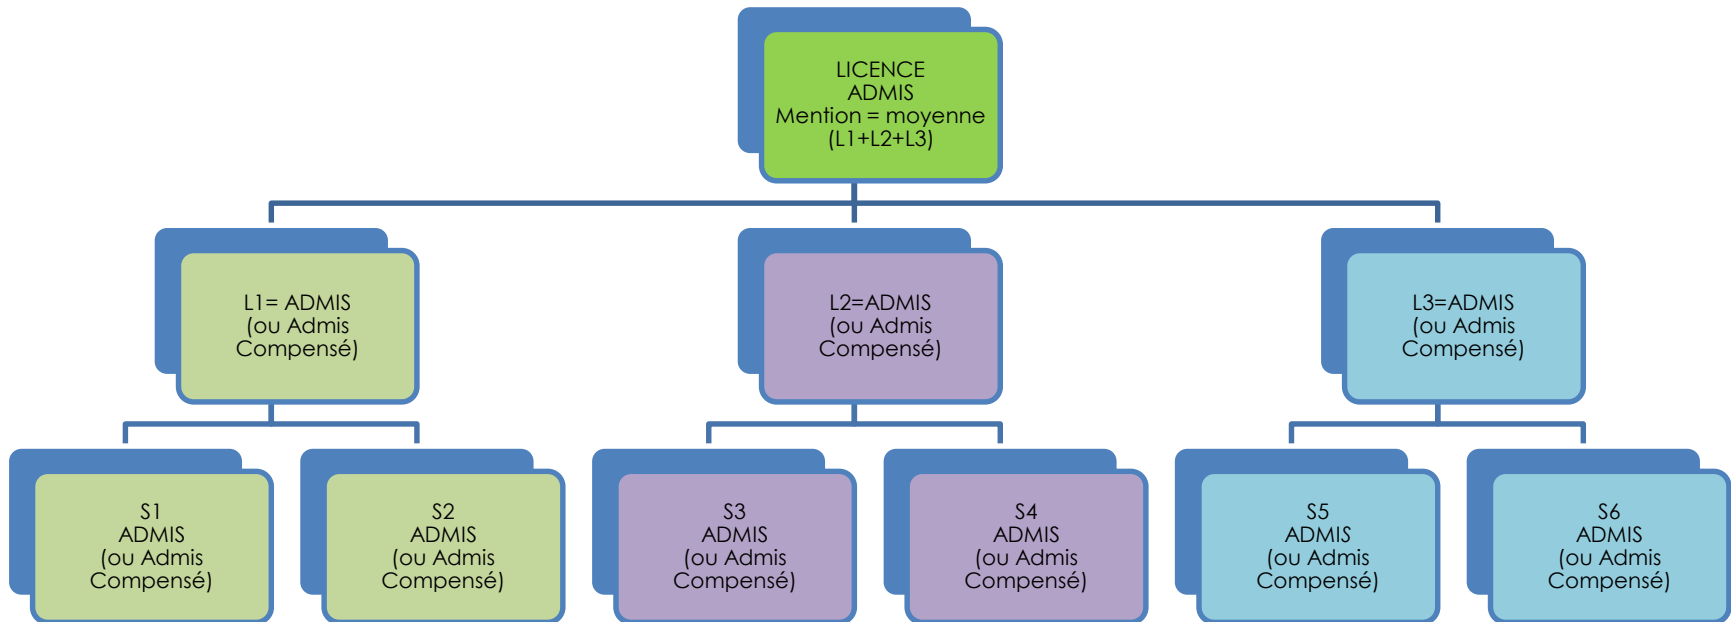 LICENCE
ADMIS
Mention = moyenne
(L1+L2+L3)
L1= ADMIS
(ou Admis
Compensé)
L2=ADMIS
(ou Admis
Compensé)
L3=ADMIS
(ou Admis
Compensé)
S1
ADMIS
(ou Admis
Compensé)
S2
ADMIS
(ou Admis
Compensé)
S3
ADMIS
(ou Admis
Compensé)
S4
ADMIS
(ou Admis
Compensé)
S5
ADMIS
(ou Admis
Compensé)
S6
ADMIS
(ou Admis
Compensé)